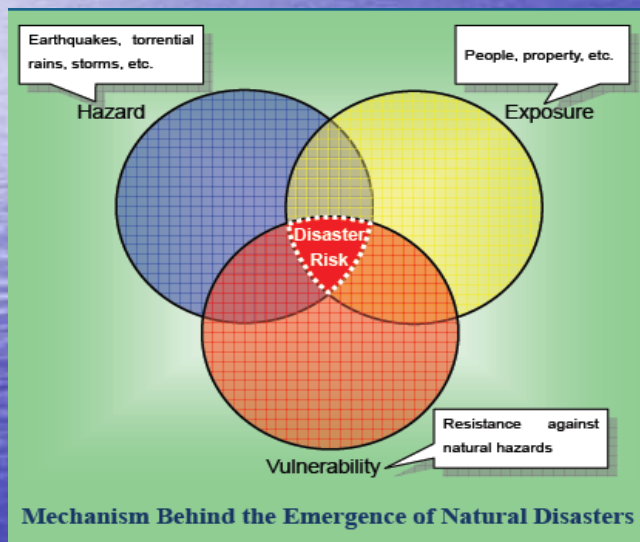 Earthquakes, torrential
rains, storms, etc.
People, property, etc.
Hazard
Exposure
Disaster
Risk
Resistance against
natural hazards
Vulnerability
Mechanism Behind the Emergence of Natural Disasters